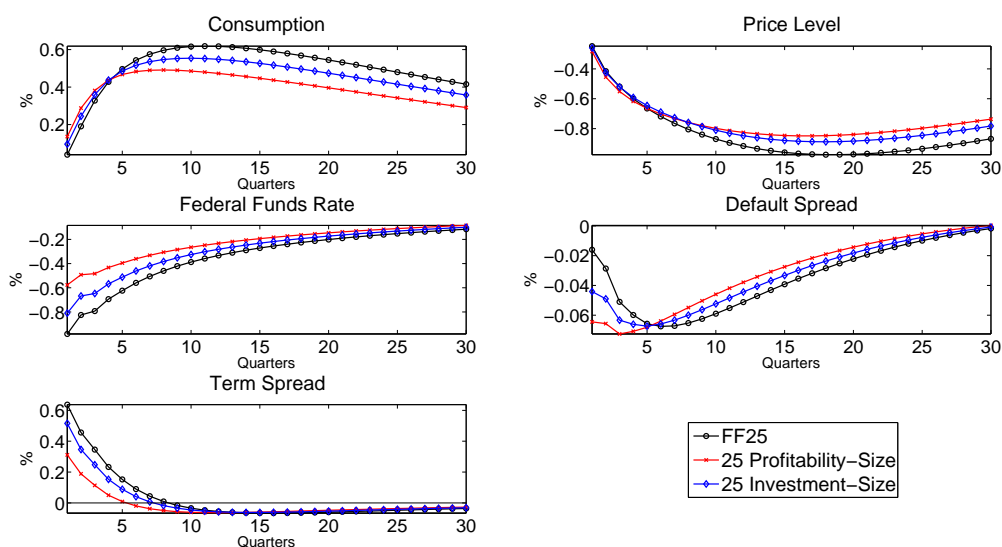 Consumption
0.6
0.4
0.2
%
5 10 15 20 25 30
Quarters
Price Level
−0.4
−0.6
−0.8
%
5 10 15 20 25 30
Quarters
Federal Funds Rate
−0.2
−0.4
−0.6
−0.8
%
5 10 15 20 25 30
Quarters
Default Spread
0
−0.02
−0.04
−0.06
%
5 10 15 20 25 30
Quarters
Term Spread
0.6
0.4
0.2
0
%
5 10 15 20 25 30
Quarters
FF25
25 Profitability−Size
25 Investment−Size